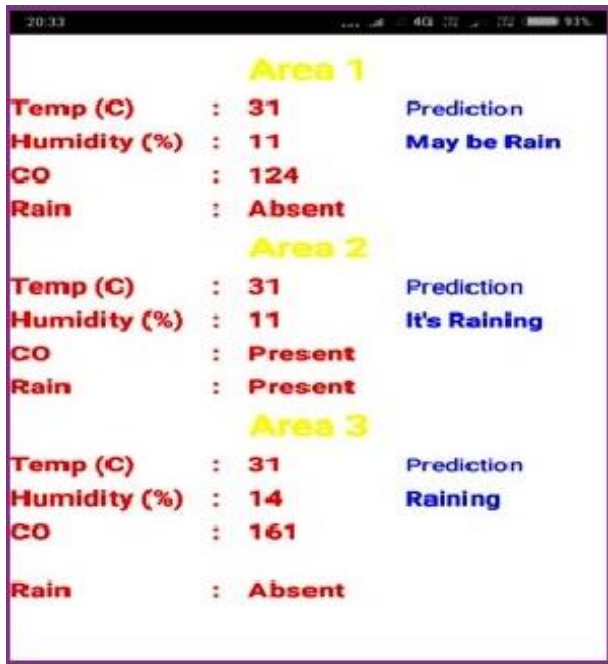 20:33 4G 93%
Area 1
Temp (C) : 31 Prediction
Humidity (%) : 11 May be Rain
CO : 124
Rain : Absent
Area 2
Temp (C) : 31 Prediction
Humidity (%) : 11 It's Raining
CO : Present
Rain : Present
Area 3
Temp (C) : 31 Prediction
Humidity (%) : 14 Raining
CO : 161
Rain : Absent